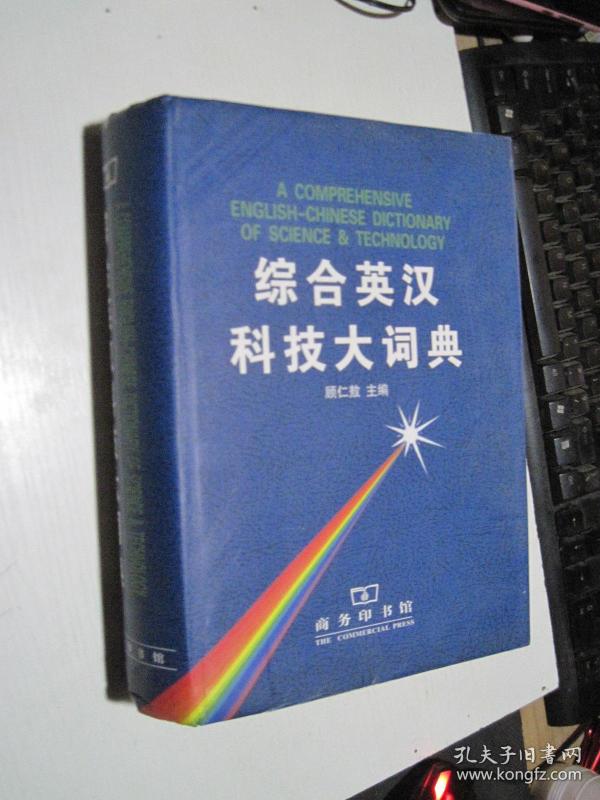 A COMPREHENSIVE
ENGLISH-CHINESE DICTIONARY
OF SCIENCE & TECHNOLOGY
综合英汉
科技大词典
顾仁敖 主编
商务印书馆
THE COMMERCIAL PRESS
书馆
孔夫子旧書网
www.kongfz.com